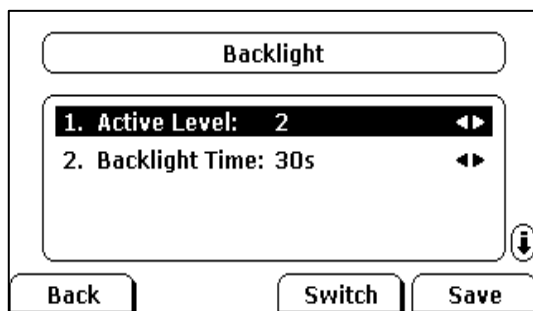 Backlight
1. Active Level: 2
2. Backlight Time: 30s
Back Switch Save